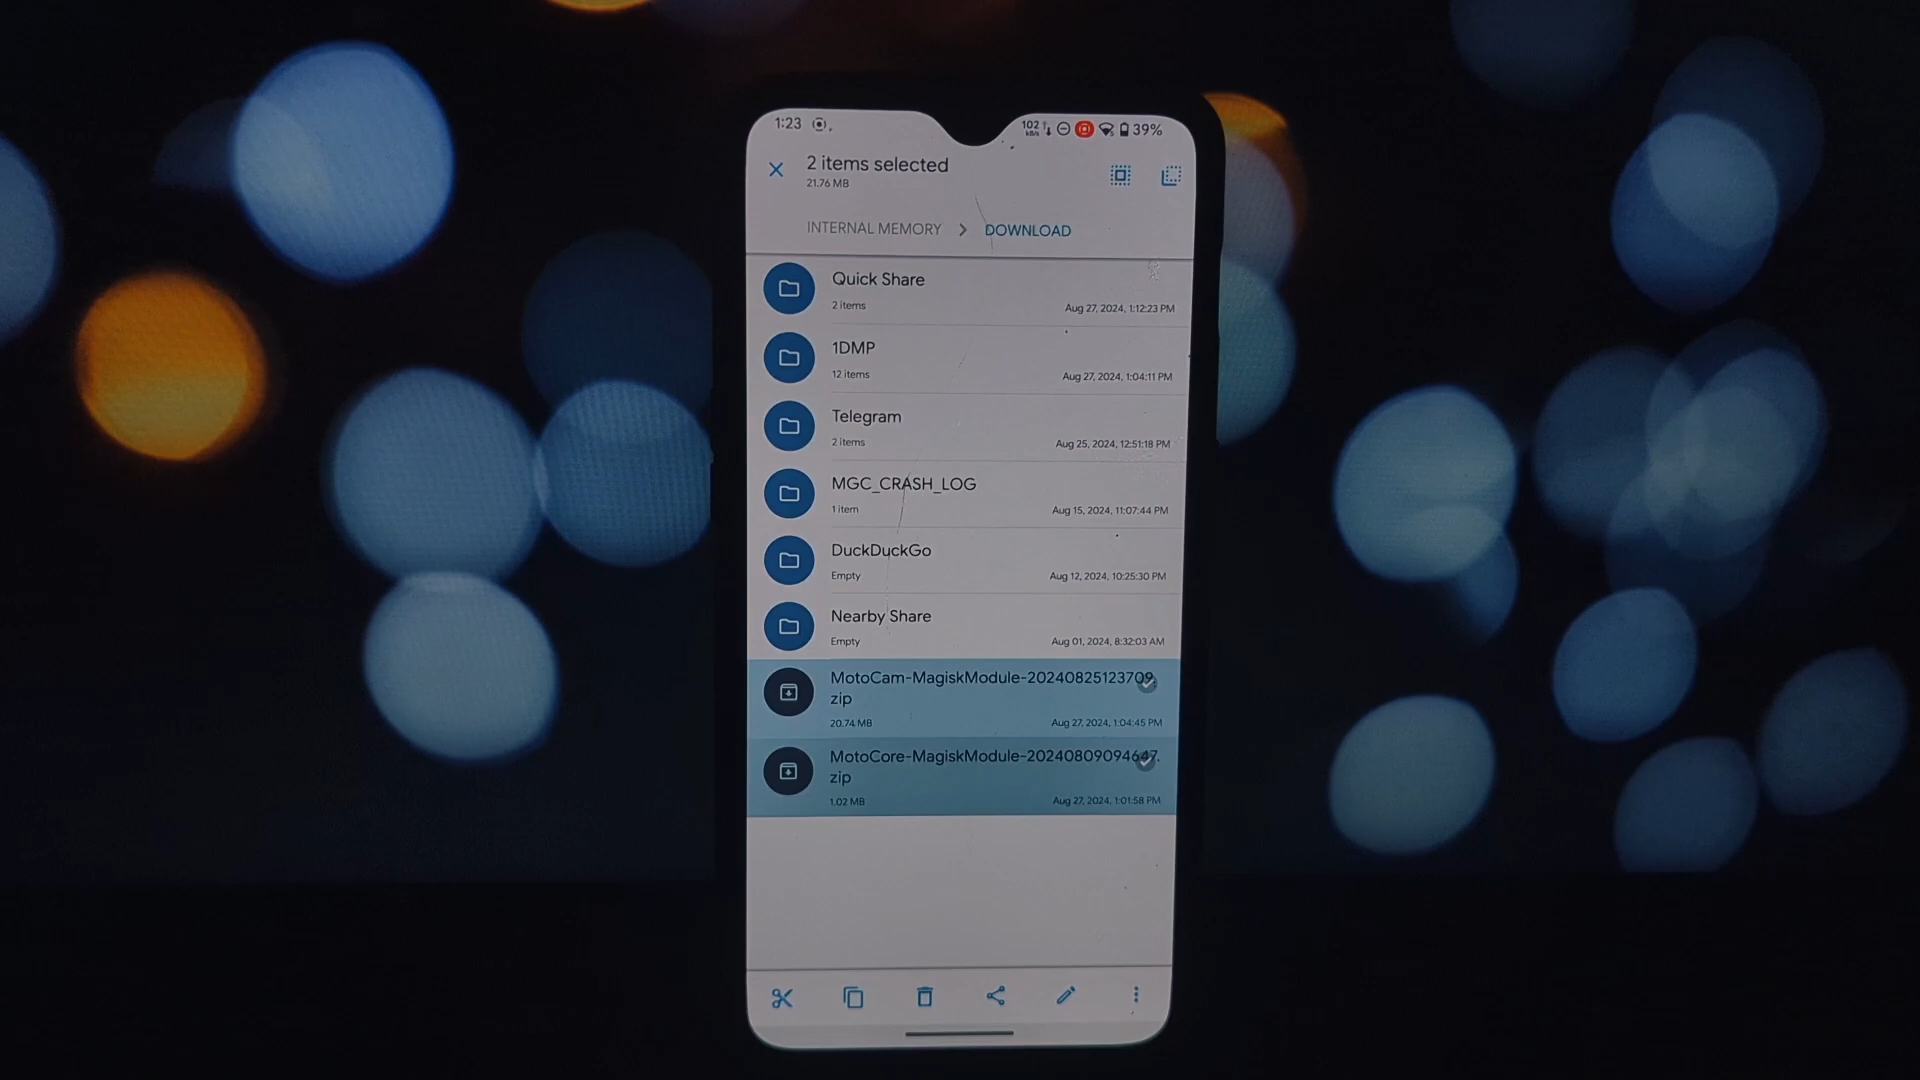 1:23 102 39%
kB/s
2 items selected
21.76 MB
INTERNAL MEMORY > DOWNLOAD
Quick Share
2 items Aug 27, 2024, 1:12:23 PM
1DMP
12 items Aug 27, 2024, 1:04:11 PM
Telegram
2 items Aug 25, 2024, 12:51:18 PM
MGC_CRASH_LOG
1 item Aug 15, 2024, 11:07:44 PM
DuckDuckGo
Empty Aug 12, 2024, 10:25:30 PM
Nearby Share
Empty Aug 01, 2024, 8:32:03 AM
MotoCam-MagiskModule-20240825123709.
zip
20.74 MB Aug 27, 2024, 1:04:45 PM
MotoCore-MagiskModule-20240809094647.
zip
1.02 MB Aug 27, 2024, 1:01:58 PM